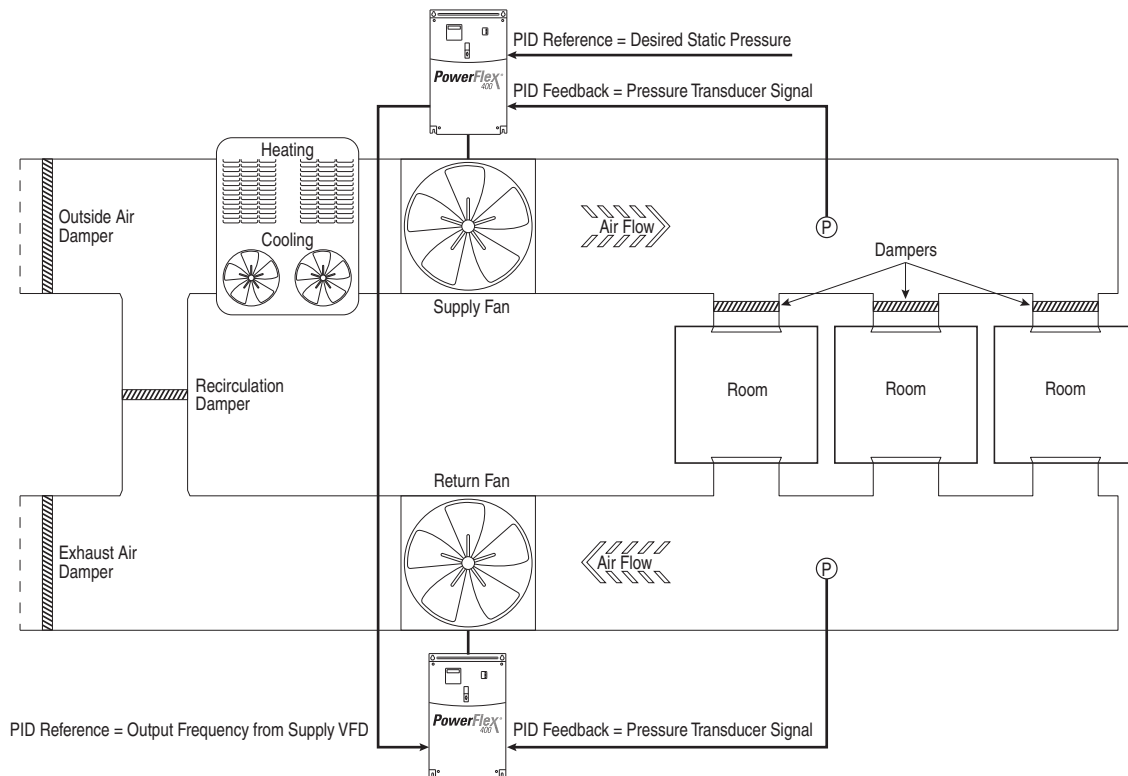 PID Reference = Desired Static Pressure
PowerFlex
400
PID Feedback = Pressure Transducer Signal
Heating
Cooling
Outside Air
Damper
Air Flow
P
Dampers
Supply Fan
Recirculation
Damper
Room
Room
Room
Return Fan
Exhaust Air
Damper
Air Flow
P
PowerFlex
400
PID Reference = Output Frequency from Supply VFD
PID Feedback = Pressure Transducer Signal